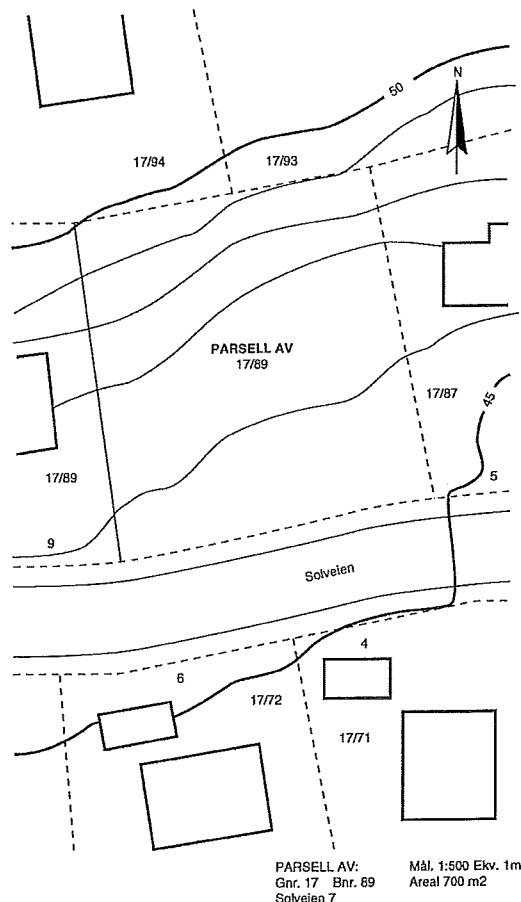 50
N
17/94
17/93
PARSELL AV
17/89
17/87
45
17/89
5
9
Solveien
4
6
17/72
17/71
PARSELL AV: Mål. 1:500 Ekv. 1m
Gnr. 17 Bnr. 89 Areal 700 m2
Solveien 7